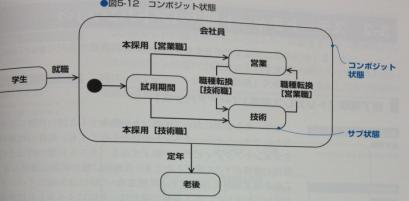 ●図5-12 コンポジット状態
会社員
本採用［営業職］
営業
コンポジット
状態
就職
学生
試用期間
職種転換
［技術職］
職種転換
［営業職］
技術
本採用［技術職］
サブ状態
定年
老後